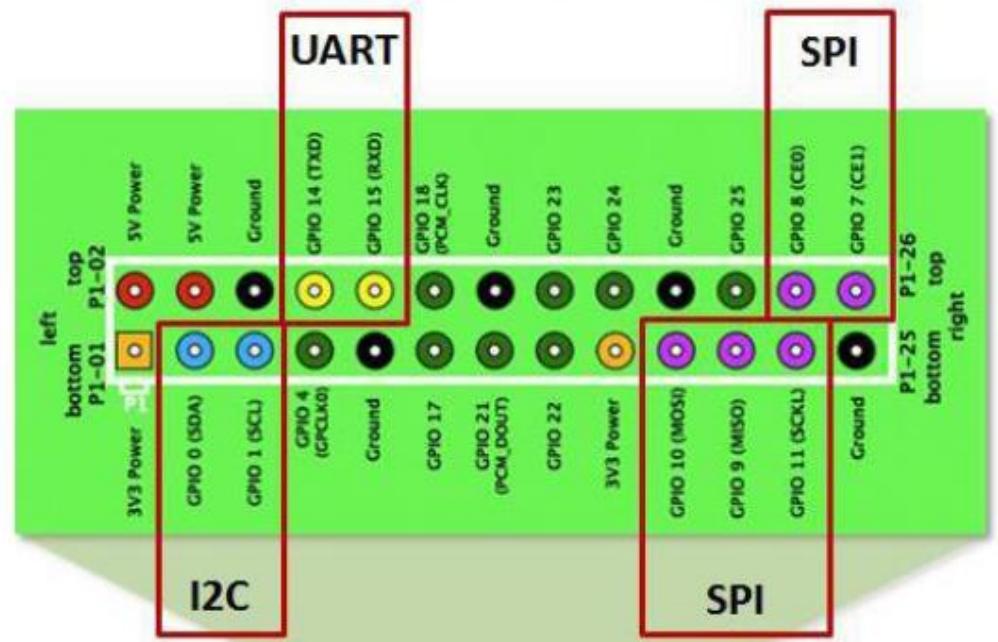 UART
SPI
5V Power
5V Power
Ground
GPIO 14 (TXD)
GPIO 15 (RXD)
GPIO 18
(PCM_CLK)
Ground
GPIO 23
GPIO 24
Ground
GPIO 25
GPIO 8 (CE0)
GPIO 7 (CE1)
left
top
P1-02
bottom
P1-01
P1-26
top
P1-25
bottom
right
3V3 Power
GPIO 0 (SDA)
GPIO 1 (SCL)
GPIO 4
(GPCLK0)
Ground
GPIO 17
GPIO 21
(PCM_DOUT)
GPIO 22
3V3 Power
GPIO 10 (MOSI)
GPIO 9 (MISO)
GPIO 11 (SCKL)
Ground
I2C
SPI